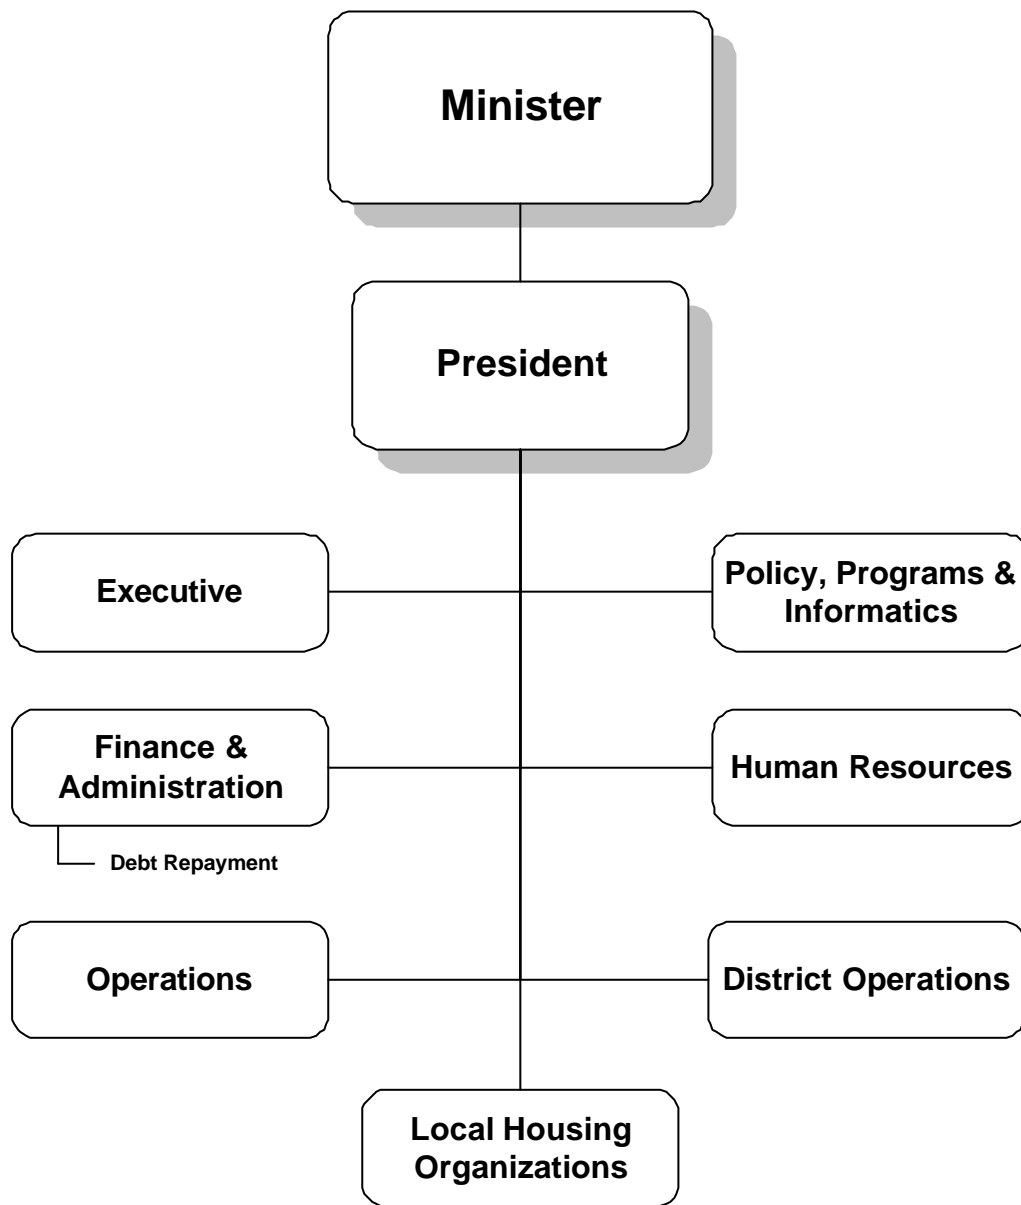 Minister
President
Executive
Policy, Programs &
Informatics
Finance &
Administration
Human Resources
Debt Repayment
Operations
District Operations
Local Housing
Organizations